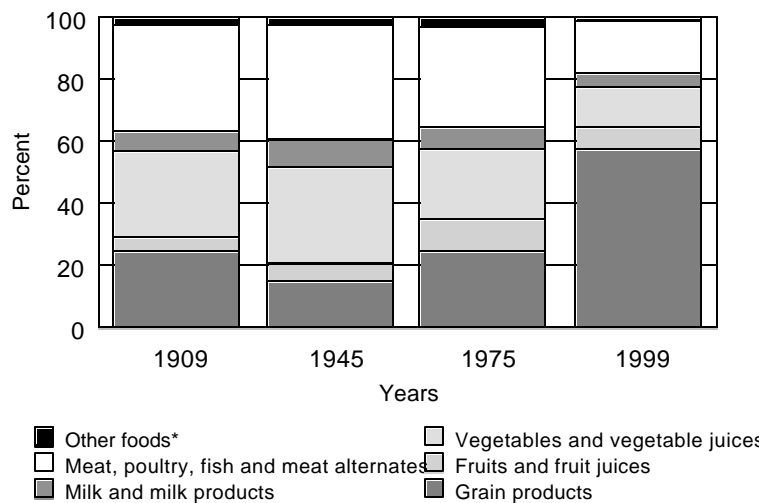 100
80
60
40
20
0
Percent
1909 1945 1975 1999
Years
Other foods*
Meat, poultry, fish and meat alternates
Milk and milk products
Vegetables and vegetable juices
Fruits and fruit juices
Grain products